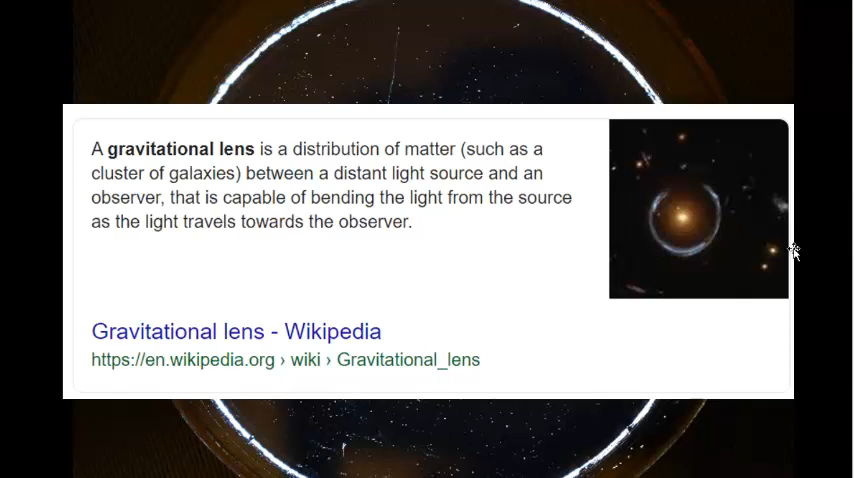 A gravitational lens is a distribution of matter (such as a
cluster of galaxies) between a distant light source and an
observer, that is capable of bending the light from the source
as the light travels towards the observer.
Gravitational lens - Wikipedia
https://en.wikipedia.org › wiki › Gravitational_lens